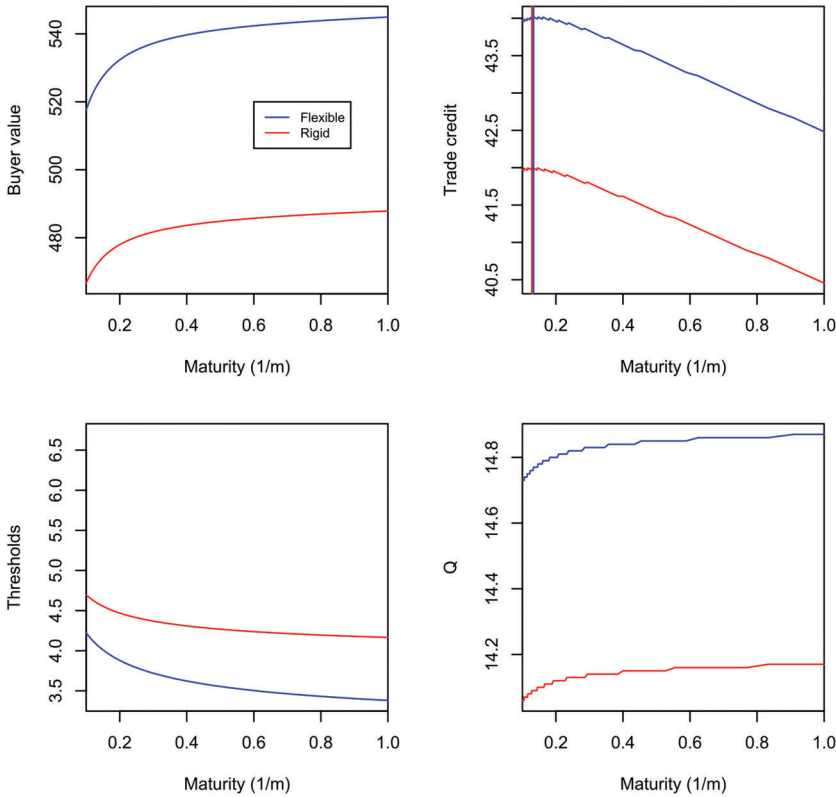 Buyer value
540
520
500
480
Flexible
Rigid
0.2 0.4 0.6 0.8 1.0
Maturity (1/m)
Trade credit
43.5
42.5
41.5
40.5
0.2 0.4 0.6 0.8 1.0
Maturity (1/m)
Thresholds
6.5
6.0
5.5
5.0
4.5
4.0
3.5
0.2 0.4 0.6 0.8 1.0
Maturity (1/m)
Q
14.8
14.6
14.4
14.2
0.2 0.4 0.6 0.8 1.0
Maturity (1/m)